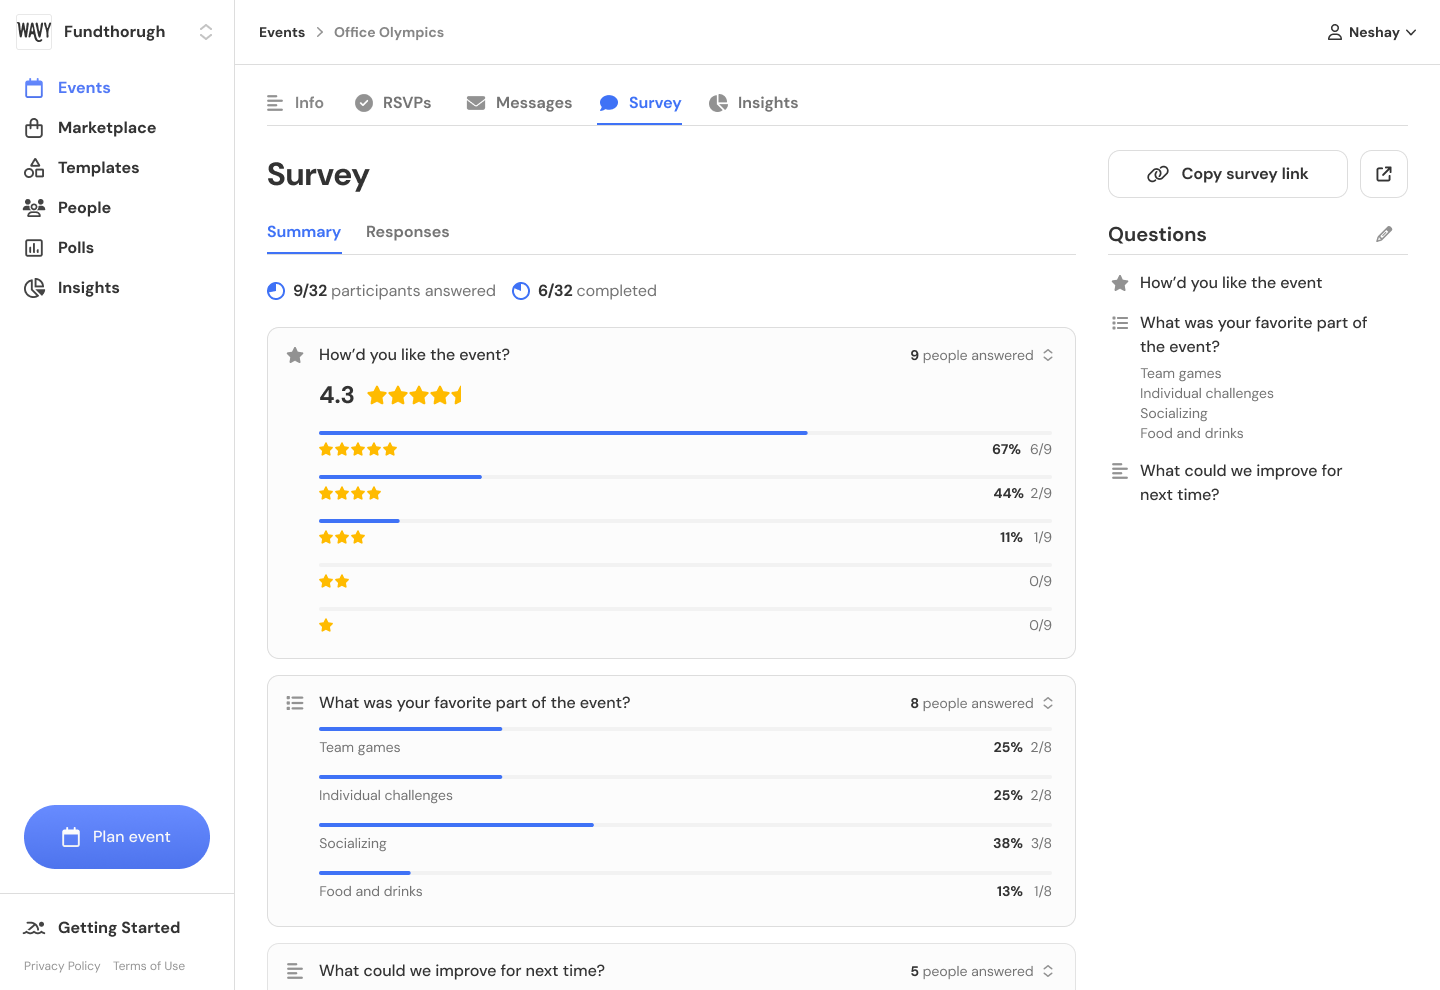 WAVY
Fundthorugh
Events
Marketplace
Templates
People
Polls
Insights
Plan event
Getting Started
Privacy Policy Terms of Use
Events Office Olympics
Neshay
Info RSVPs Messages Survey Insights
Survey
Summary Responses
9/32 participants answered 6/32 completed
How’d you like the event? 9 people answered
4.3
67% 6/9
44% 2/9
11% 1/9
0/9
0/9
What was your favorite part of the event? 8 people answered
Team games 25% 2/8
Individual challenges 25% 2/8
Socializing 38% 3/8
Food and drinks 13% 1/8
What could we improve for next time? 5 people answered
Copy survey link
Questions
How’d you like the event
What was your favorite part of
the event?
Team games
Individual challenges
Socializing
Food and drinks
What could we improve for
next time?